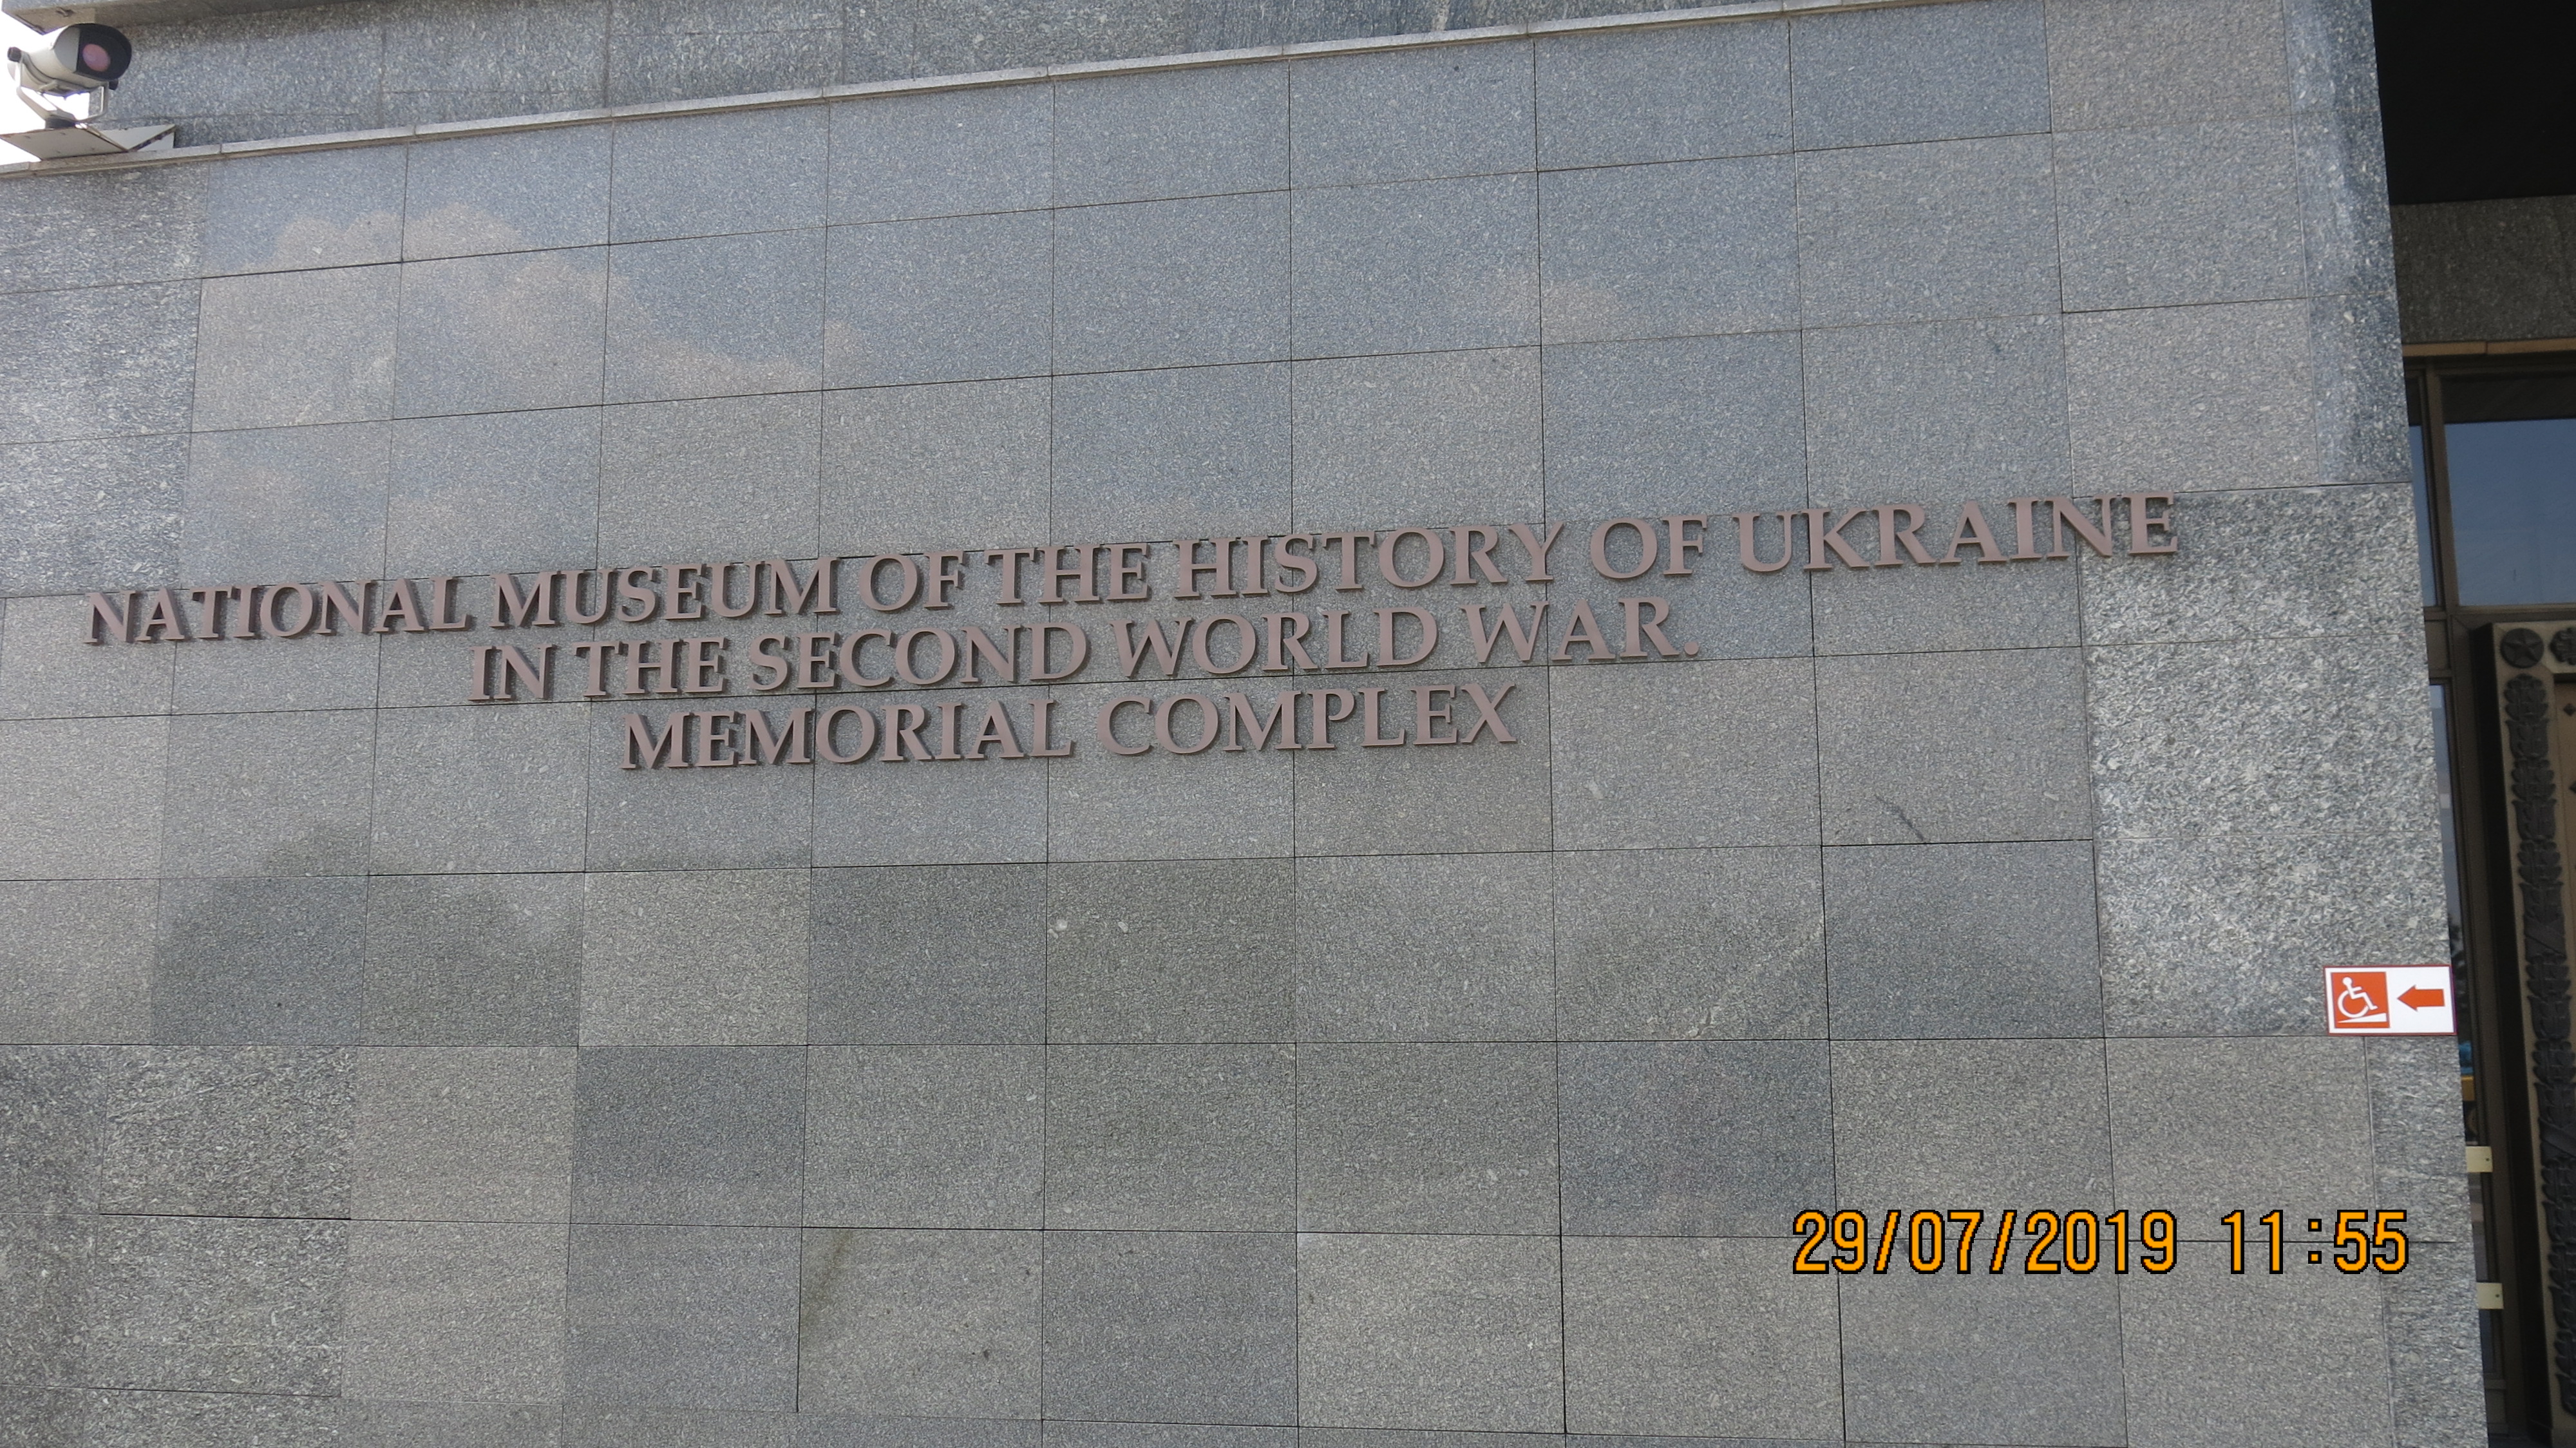 NATIONAL MUSEUM OF THE HISTORY OF UKRAINE
IN THE SECOND WORLD WAR.
MEMORIAL COMPLEX
29/07/2019 11:55